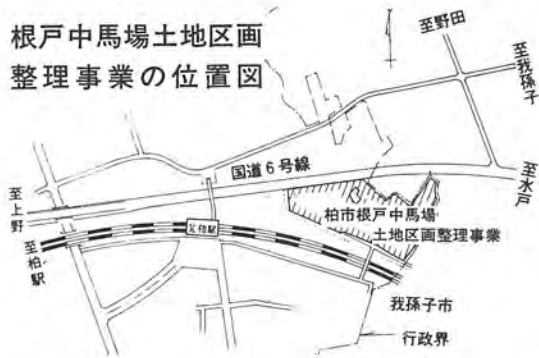 根戸中馬場土地区画
整理事業の位置図
至野田
至我孫子
国道6号線
至水戸
至上野
至柏駅
北柏駅
柏市根戸中馬場
土地区画整理事業
我孫子市
行政界